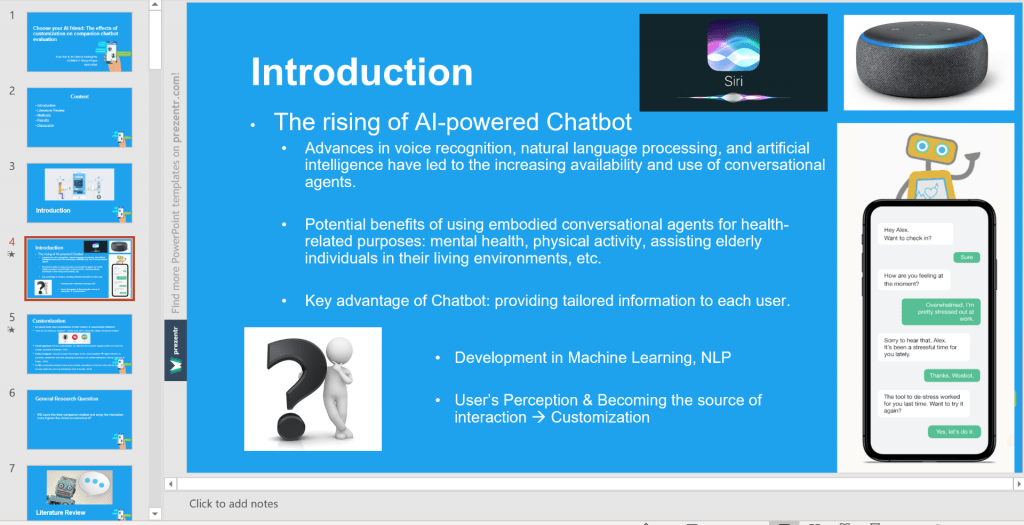 1
Choose your AI friend: The effects
of customization on companion chatbot
evaluation
2
Content
• Introduction
• Literature Review
• Methods
• Results
• Discussion
3
Introduction
4
Introduction
• The rising of AI-powered Chatbot
5
Customization
6
General Research Question
7
Literature Review
Find more PowerPoint templates on prezentr.com!
prezentr
Introduction
Siri
• The rising of AI-powered Chatbot
• Advances in voice recognition, natural language processing, and artificial
intelligence have led to the increasing availability and use of conversational
agents.
• Potential benefits of using embodied conversational agents for health-
related purposes: mental health, physical activity, assisting elderly
individuals in their living environments, etc.
• Key advantage of Chatbot: providing tailored information to each user.
• Development in Machine Learning, NLP
• User's Perception & Becoming the source of
interaction → Customization
Hey Alex.
Want to check in?
Sure
How are you feeling at
the moment?
Overwhelmed. I'm
pretty stressed out at
work.
Sorry to hear that, Alex.
It's been a stressful time for
you lately.
Thanks, Woebot.
The tool to de-stress worked
for you last time. Want to try it
again?
Yes, let's do it.
Click to add notes